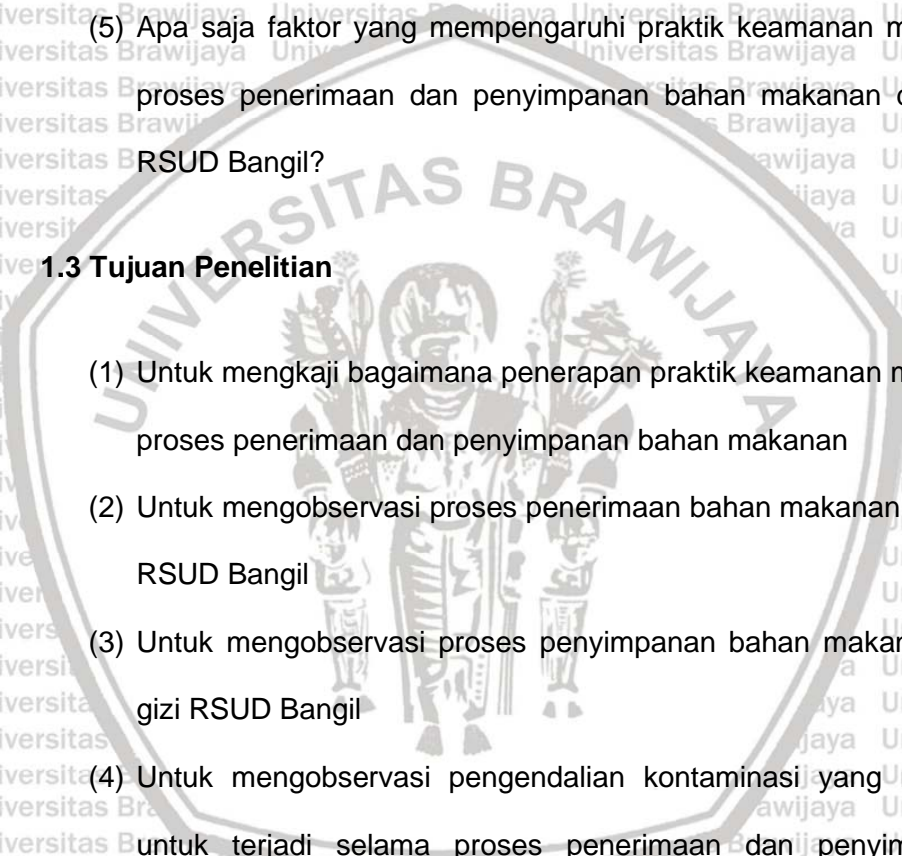 (5) Apa saja faktor yang mempengaruhi praktik keamanan
proses penerimaan dan penyimpanan bahan makanan
RSUD Bangil?
UNIVERSITAS BRAWIJAYA
1.3 Tujuan Penelitian
(1) Untuk mengkaji bagaimana penerapan praktik keamanan
proses penerimaan dan penyimpanan bahan makanan
(2) Untuk mengobservasi proses penerimaan bahan makanan
RSUD Bangil
(3) Untuk mengobservasi proses penyimpanan bahan
gizi RSUD Bangil
(4) Untuk mengobservasi pengendalian kontaminasi yang
untuk terjadi selama proses penerimaan dan